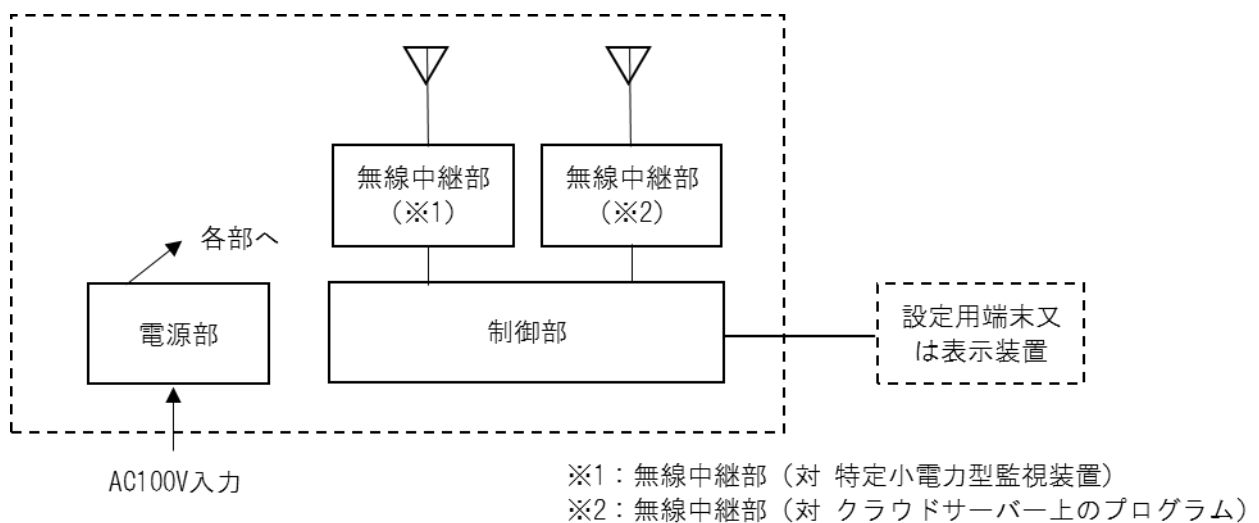 無線中継部
(※1)
無線中継部
(※2)
各部へ
電源部
制御部
設定用端末又
は表示装置
AC100V入力
※1：無線中継部（対 特定小電力型監視装置）
※2：無線中継部（対 クラウドサーバー上のプログラム）